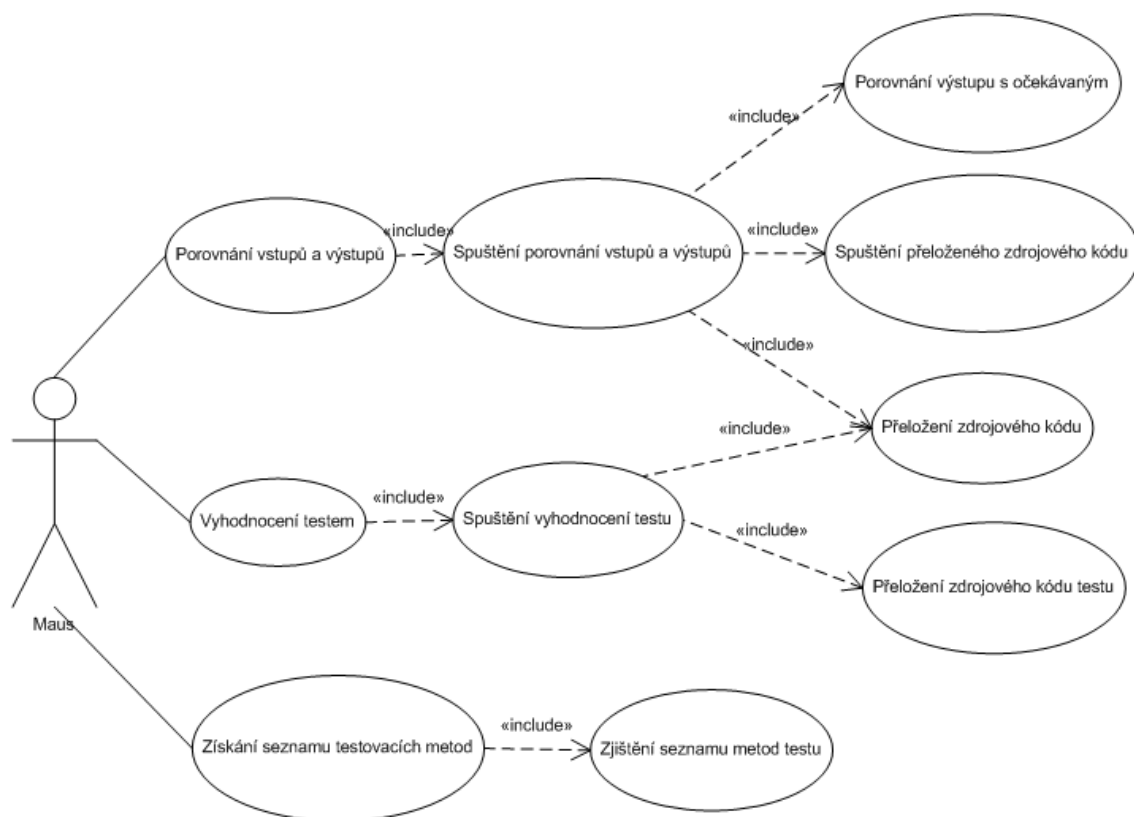 Porovnání výstupu s očekávaným
«include»
Porovnání vstupů a výstupů
«include»
Spuštění porovnání vstupů a výstupů
«include»
Spuštění přeloženého zdrojového kódu
«include»
«include»
Přeložení zdrojového kódu
Vyhodnocení testem
«include»
Spuštění vyhodnocení testu
«include»
Přeložení zdrojového kódu testu
Maus
Získání seznamu testovacích metod
«include»
Zjištění seznamu metod testu